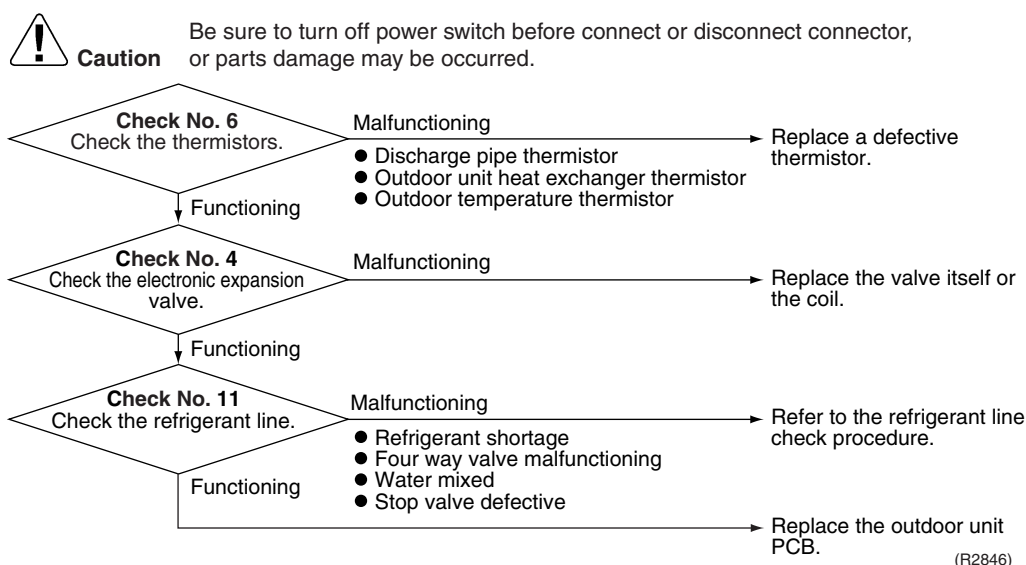 Be sure to turn off power switch before connect or disconnect connector,
Caution or parts damage may be occurred.
Check No. 6
Check the thermistors.
Malfunctioning
● Discharge pipe thermistor
● Outdoor unit heat exchanger thermistor
● Outdoor temperature thermistor
Replace a defective
thermistor.
Functioning
Check No. 4
Check the electronic expansion
valve.
Malfunctioning
Replace the valve itself or
the coil.
Functioning
Check No. 11
Check the refrigerant line.
Malfunctioning
● Refrigerant shortage
● Four way valve malfunctioning
● Water mixed
● Stop valve defective
Refer to the refrigerant line
check procedure.
Functioning
Replace the outdoor unit
PCB.
(R2846)